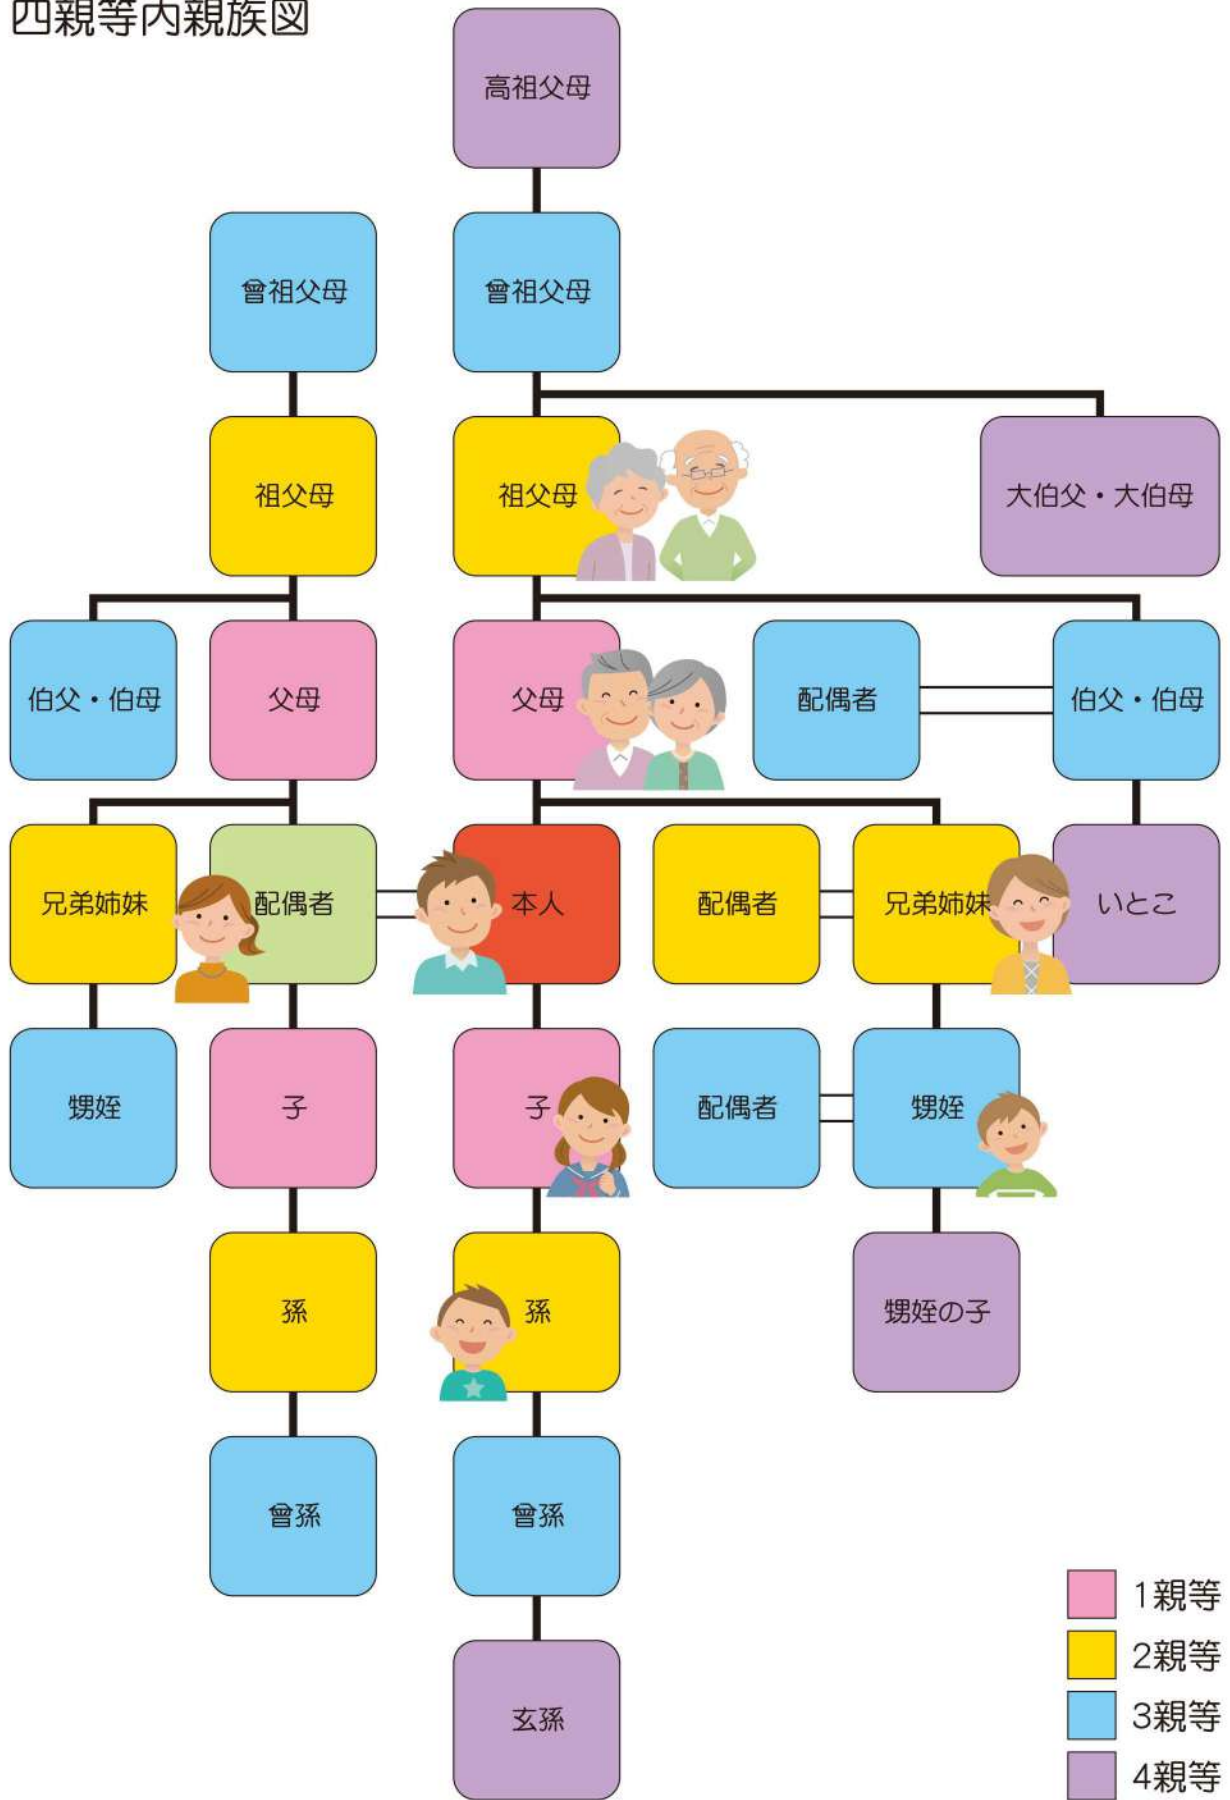 四親等内親族図
高祖父母
曾祖父母
曾祖父母
祖父母
祖父母
大伯父・大伯母
伯父・伯母
父母
父母
配偶者
伯父・伯母
兄弟姉妹
配偶者
本人
配偶者
兄弟姉妹
いとこ
甥姪
子
子
配偶者
甥姪
孫
孫
甥姪の子
曾孫
曾孫
玄孫
1親等
2親等
3親等
4親等